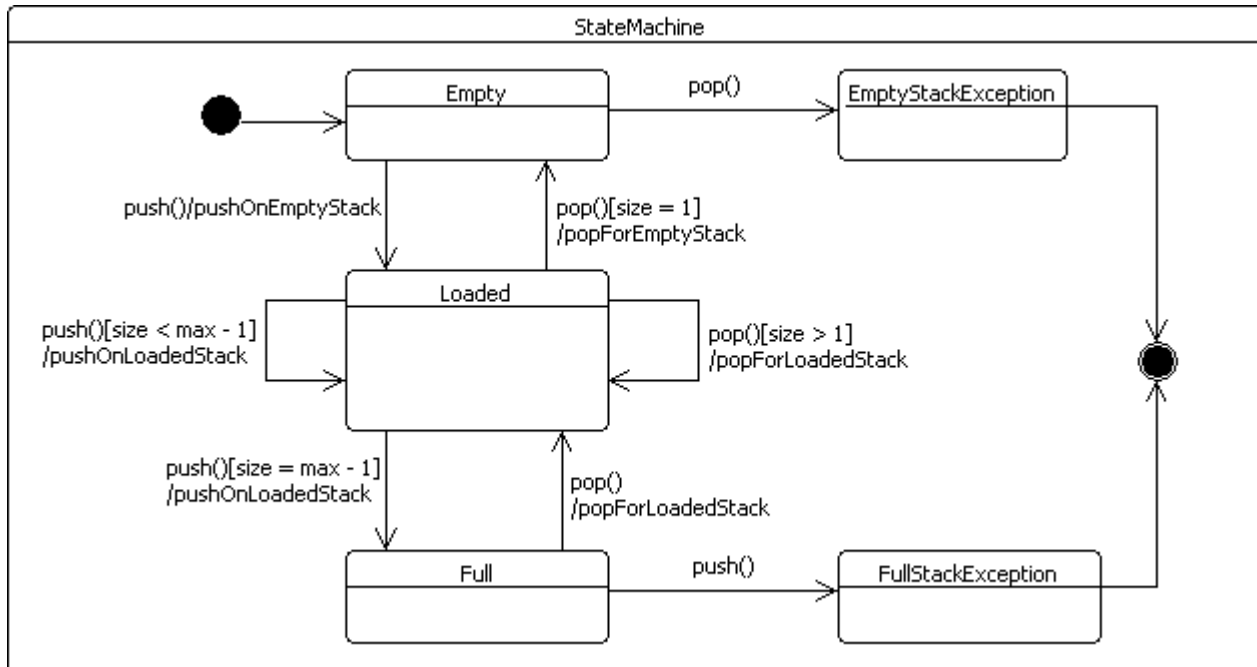 StateMachine
Empty
pop()
EmptyStackException
push()/pushOnEmptyStack
pop()[size = 1]
/popForEmptyStack
Loaded
push()[size < max - 1]
/pushOnLoadedStack
pop()[size > 1]
/popForLoadedStack
push()[size = max - 1]
/pushOnLoadedStack
pop()
/popForLoadedStack
Full
push()
FullStackException